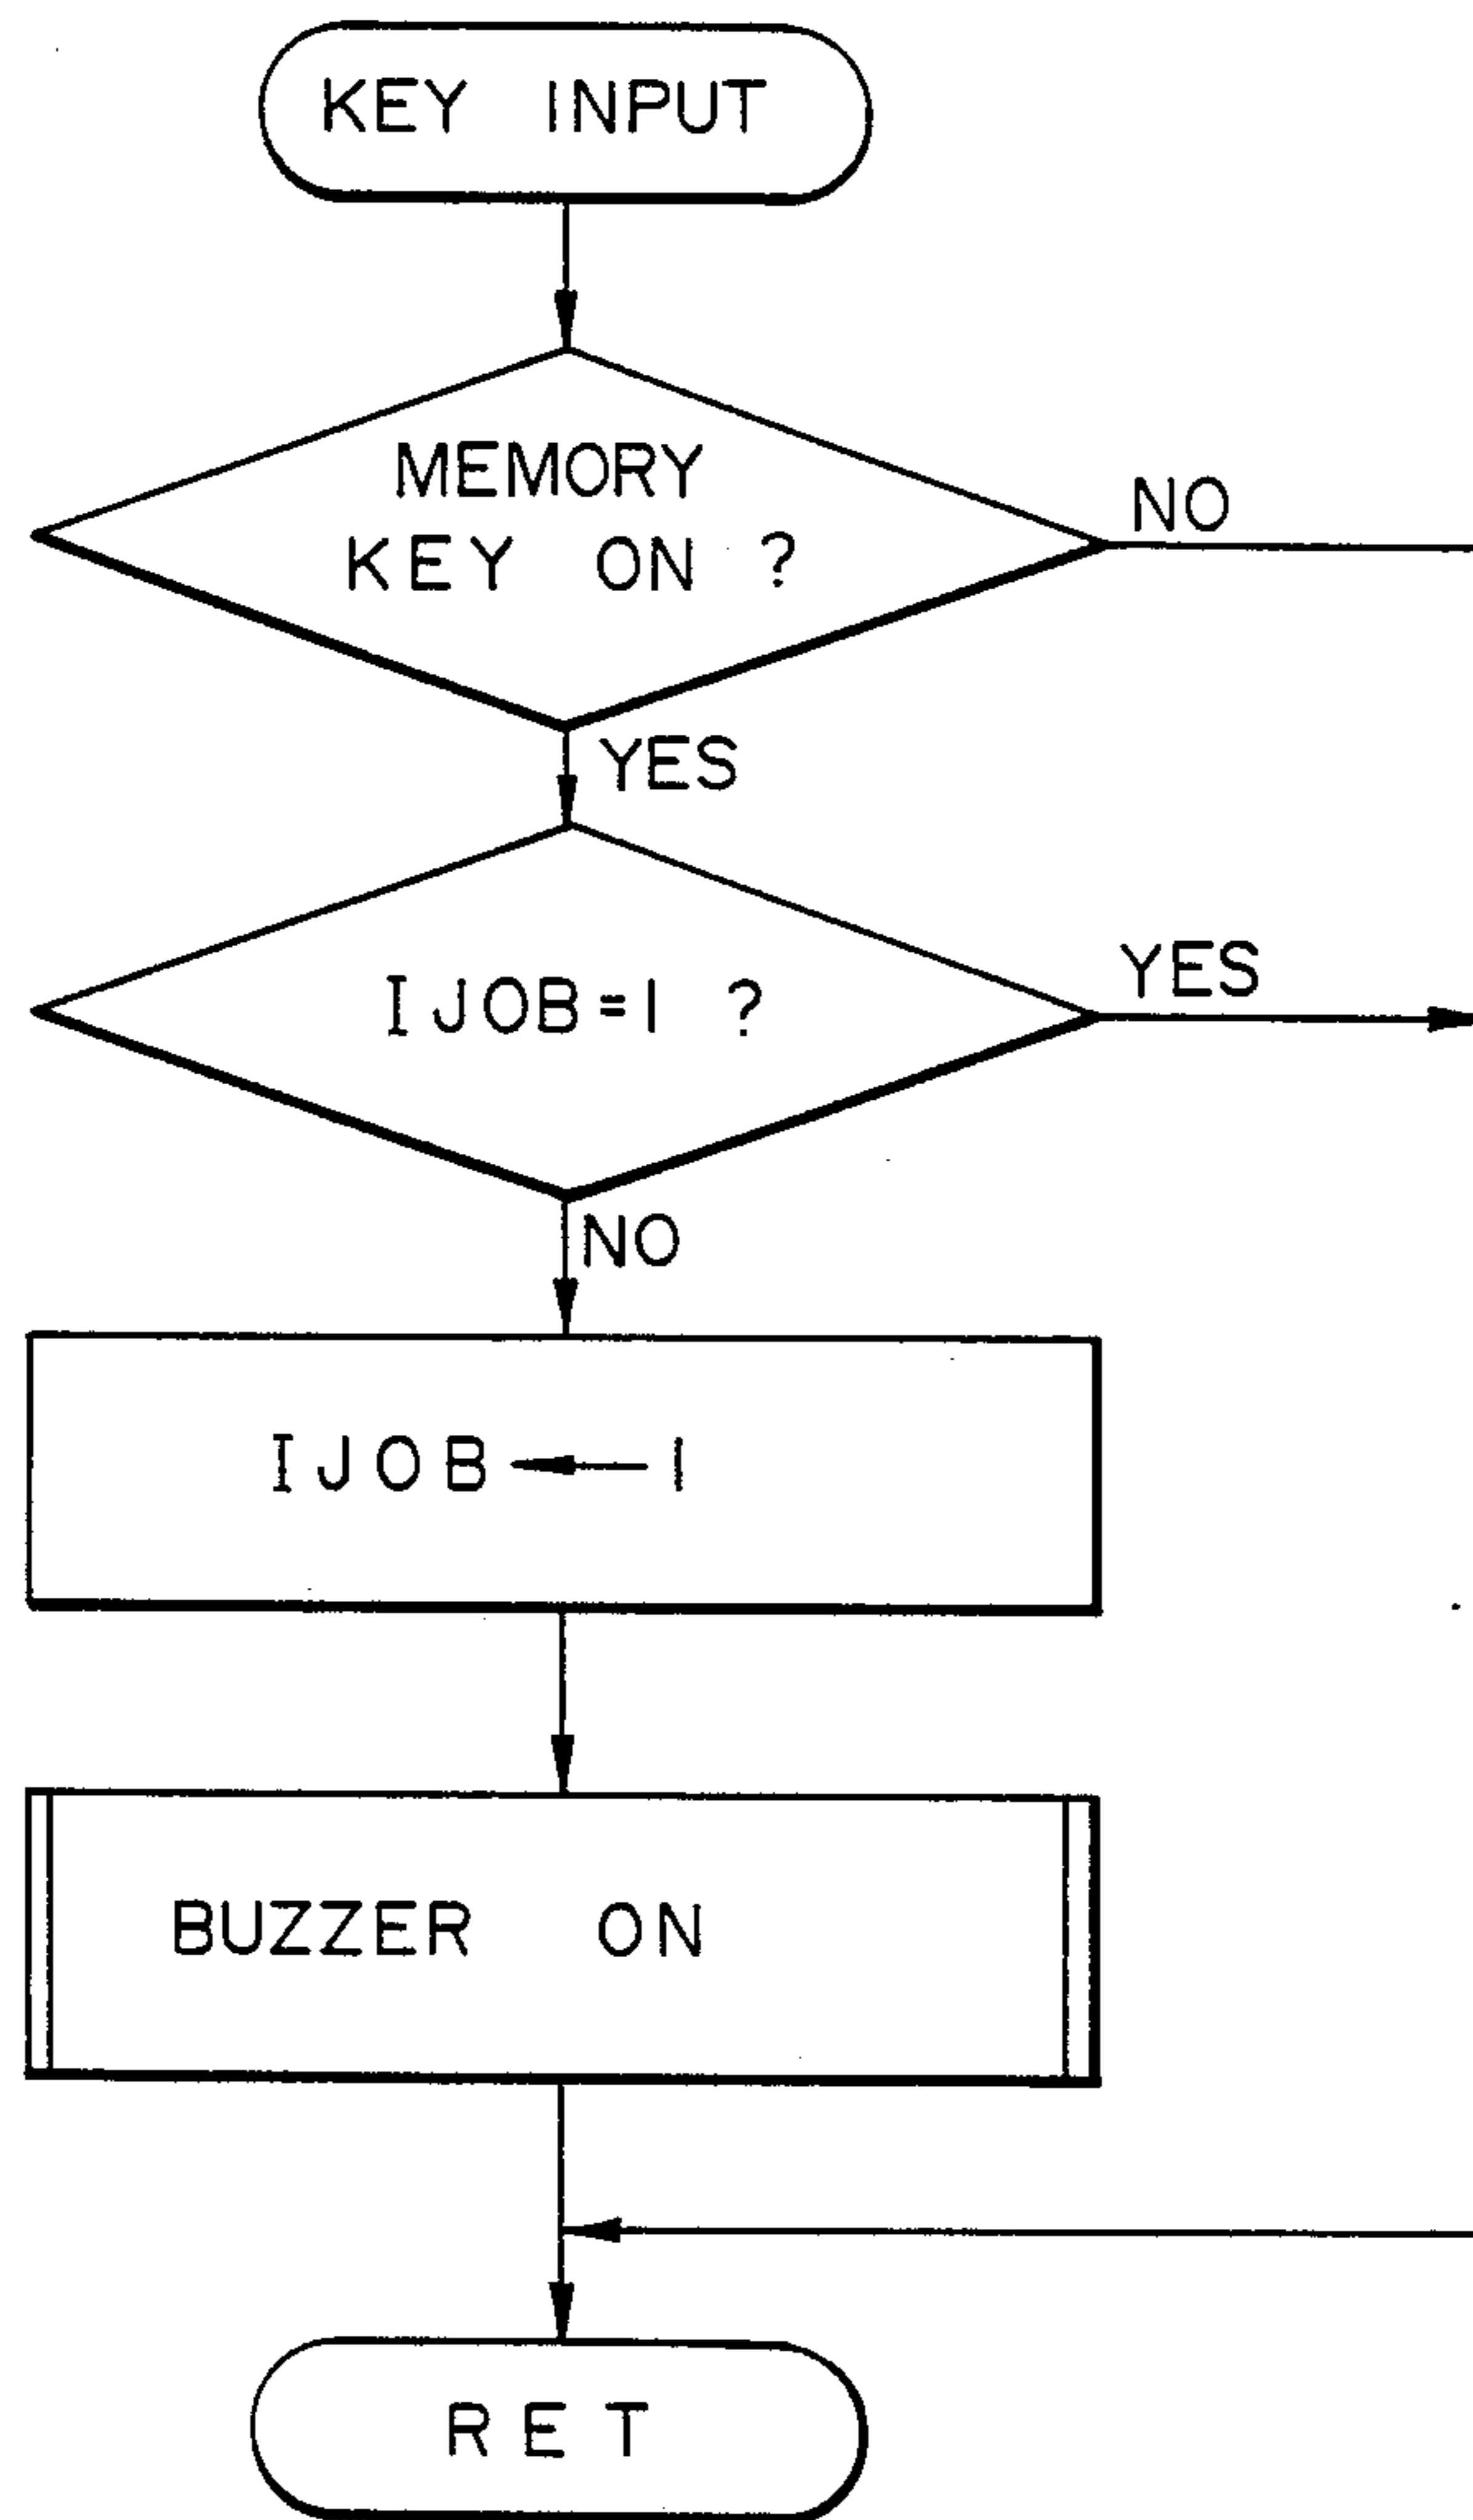 KEY INPUT
MEMORY
KEY ON ?
NO
YES
IJOB=1 ?
YES
NO
IJOB←1
BUZZER ON
RET